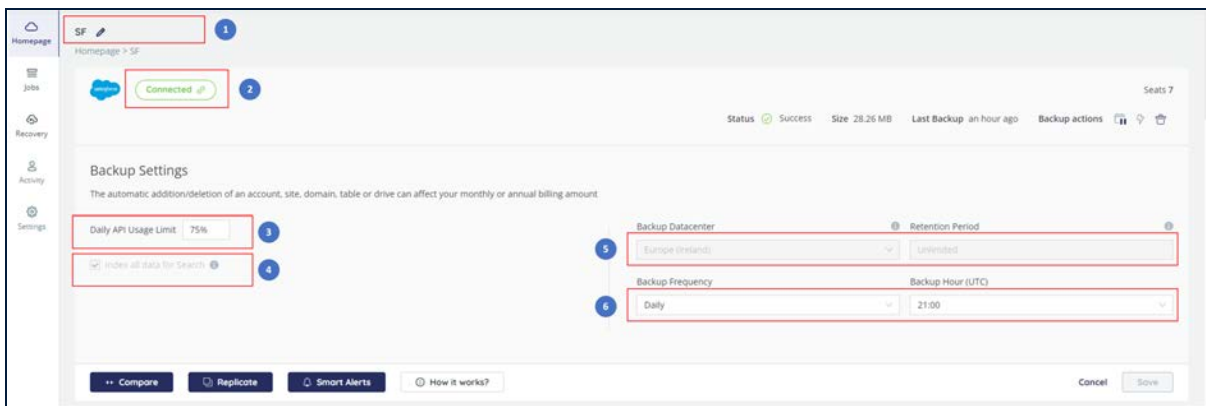 Homepage
Jobs
Recovery
Activity
Settings
SF
1
Homepage > SF
salesforce
Connected
2
Seats 7
Status Success Size 28.26 MB Last Backup an hour ago Backup actions
Backup Settings
The automatic addition/deletion of an account, site, domain, table or drive can affect your monthly or annual billing amount
Daily API Usage Limit 75%
3
Index all data for Search
4
Backup Datacenter Retention Period
5
Europe (Ireland) Unlimited
Backup Frequency Backup Hour (UTC)
6
Daily 21:00
Compare Replicate Smart Alerts How it works? Cancel Save